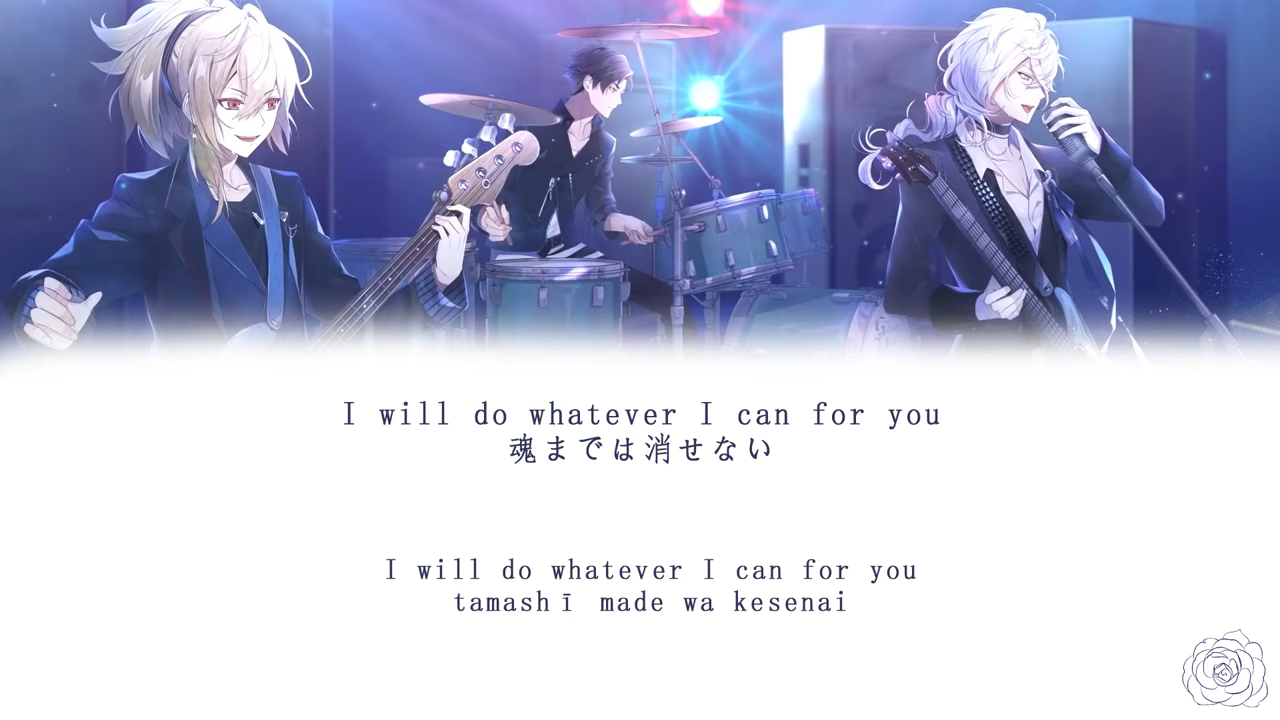 I will do whatever I can for you
魂までは消せない
I will do whatever I can for you
tamashī made wa kesenai